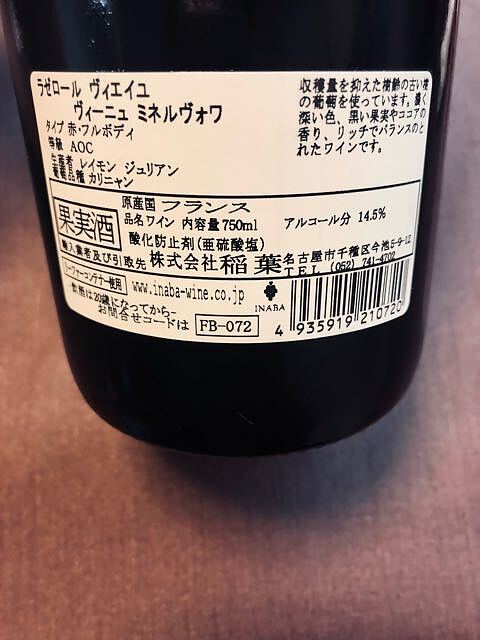 ラゼロール ヴィエイユ
ヴィーニュ ミネルヴォワ
タイプ 赤・フルボディ
等級 AOC
生産者 レイモン ジュリアン
葡萄品種 カリニャン
収穫量を抑えた樹齢の古い樹
の葡萄を使っています。濃く
深い色、黒い果実やココアの
香り、リッチでバランスのと
れたワインです。
果実酒
原産国 フランス
品名 ワイン 内容量 750ml
アルコール分 14.5%
酸化防止剤(亜硫酸塩)
輸入業者及び引取先 株式会社 稲葉
名古屋市千種区今池5-9-12
TEL (052) 741-4702
リーファーコンテナー使用
www.inaba-wine.co.jp
INABA
飲酒は20歳になってから。
お問合せコードは FB-072
4 935919 210720